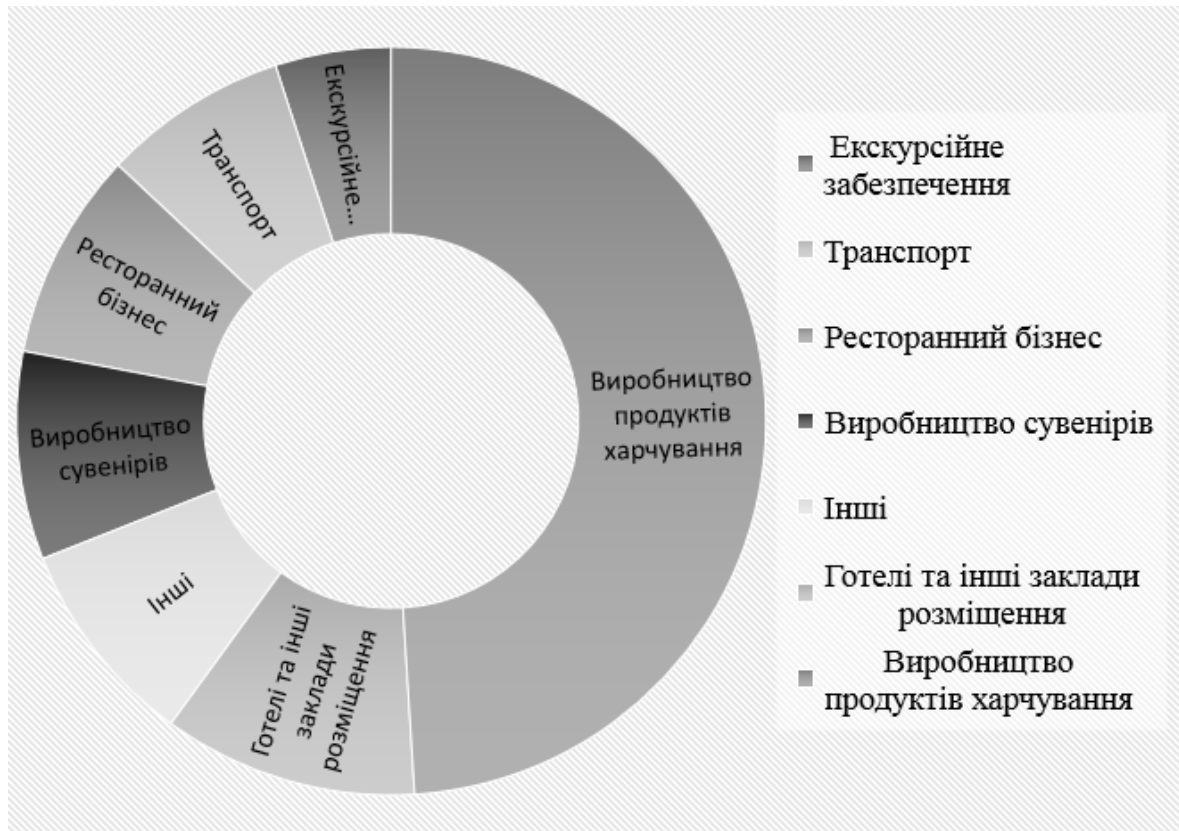 Екскурсійне...
Транспорт
Ресторанний
бізнес
Виробництво
сувенірів
Інші
Готелі та інші
заклади
розміщення
Виробництво
продуктів
харчування
Екскурсійне
забезпечення
Транспорт
Ресторанний бізнес
Виробництво сувенірів
Інші
Готелі та інші заклади
розміщення
Виробництво
продуктів харчування